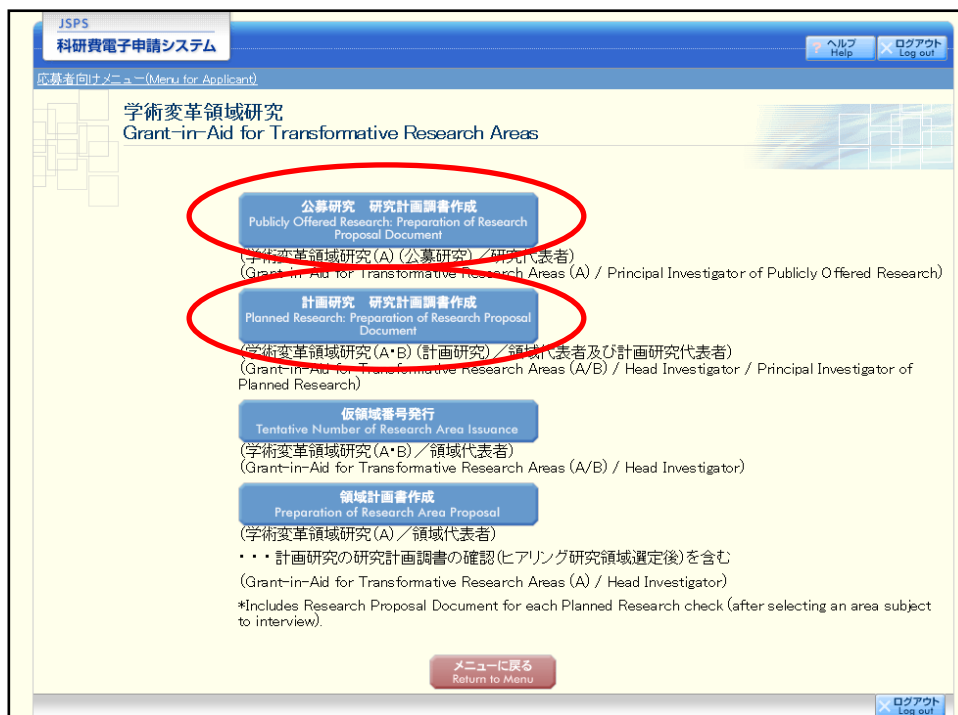 JSPS
科研費電子申請システム
? ヘルプ
Help
× ログアウト
Log out
応募者向けメニュー(Menu for Applicant)
学術変革領域研究
Grant-in-Aid for Transformative Research Areas
公募研究 研究計画調書作成
Publicly Offered Research: Preparation of Research
Proposal Document
(学術変革領域研究(A)(公募研究)/研究代表者)
(Grant-in-Aid for Transformative Research Areas (A) / Principal Investigator of Publicly Offered Research)
計画研究 研究計画調書作成
Planned Research: Preparation of Research Proposal
Document
(学術変革領域研究(A・B)(計画研究)/領域代表者及び計画研究代表者)
(Grant-in-Aid for Transformative Research Areas (A/B) / Head Investigator / Principal Investigator of
Planned Research)
仮領域番号発行
Tentative Number of Research Area Issuance
(学術変革領域研究(A・B)/領域代表者)
(Grant-in-Aid for Transformative Research Areas (A/B) / Head Investigator)
領域計画書作成
Preparation of Research Area Proposal
(学術変革領域研究(A)/領域代表者)
・・・計画研究の研究計画調書の確認(ヒアリング研究領域選定後)を含む
(Grant-in-Aid for Transformative Research Areas (A) / Head Investigator)
*Includes Research Proposal Document for each Planned Research check (after selecting an area subject
to interview).
メニューに戻る
Return to Menu
× ログアウト
Log out